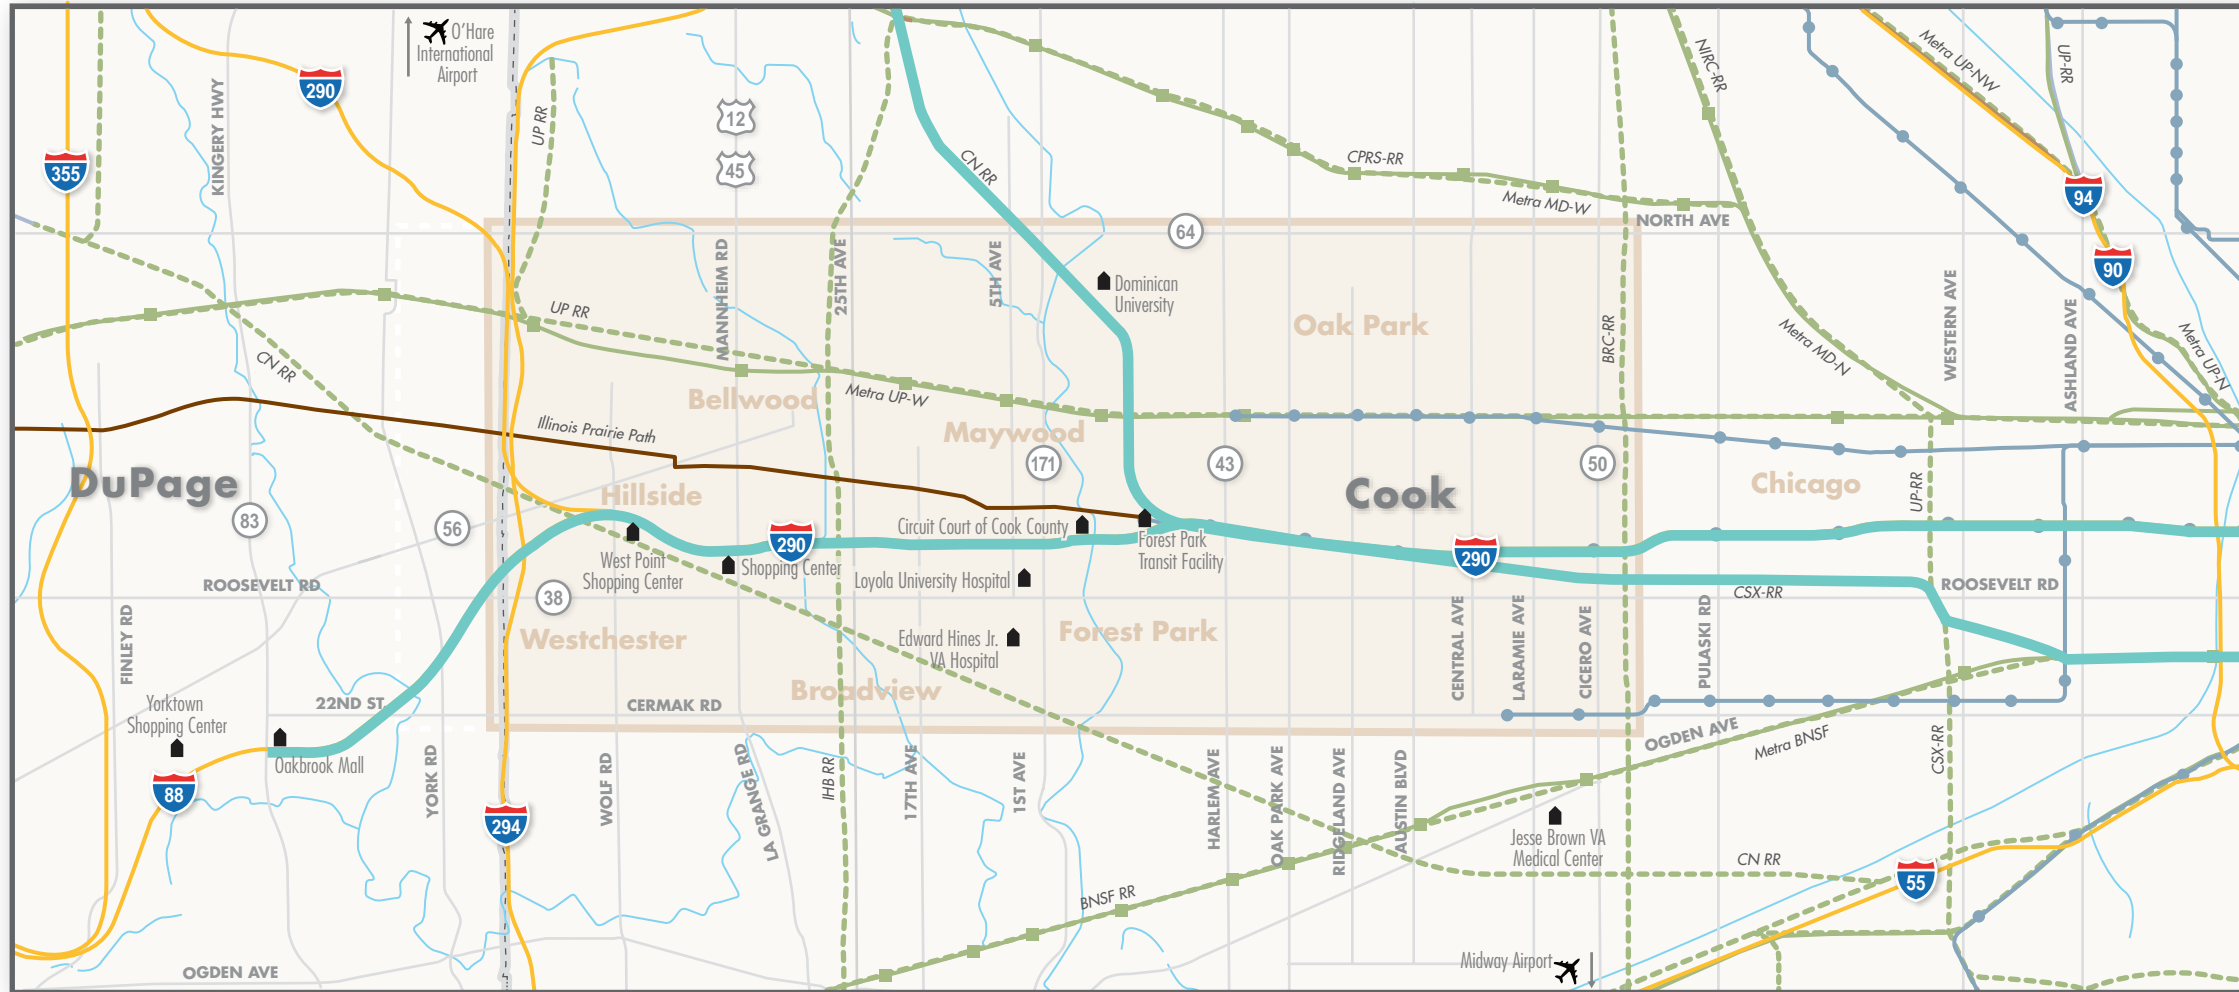 O'Hare
International
Airport
290
355
KINGERY HWY
UP RR
12
45
CN RR
CPRS-RR
Metra MD-W
NIRC-RR
Metra UP-NW
UP-RR
94
90
NORTH AVE
64
MANNHEIM RD
25TH AVE
5TH AVE
Dominican
University
Oak Park
BRC-RR
Metra MD-N
WESTERN AVE
ASHLAND AVE
Metra UP-N
UP RR
CN RR
Bellwood
Metra UP-W
Maywood
Illinois Prairie Path
171
43
50
DuPage
Hillside
Cook
Chicago
UP-RR
83
56
Circuit Court of Cook County
290
290
West Point
Shopping Center
Shopping Center
Forest Park
Transit Facility
Loyola University Hospital
ROOSEVELT RD
38
CSX-RR
ROOSEVELT RD
FINLEY RD
Westchester
Edward Hines Jr.
VA Hospital
Forest Park
CENTRAL AVE
LARAMIE AVE
CICERO AVE
PULASKI RD
Broadview
22ND ST
CERMAK RD
Yorktown
Shopping Center
Oakbrook Mall
88
YORK RD
294
WOLF RD
LA GRANGE RD
IHB RR
17TH AVE
1ST AVE
HARLEM AVE
OAK PARK AVE
RIDGELAND AVE
AUSTIN BLVD
OGDEN AVE
Metra BNSF
CSX-RR
Jesse Brown VA
Medical Center
CN RR
55
BNSF RR
Midway Airport
OGDEN AVE